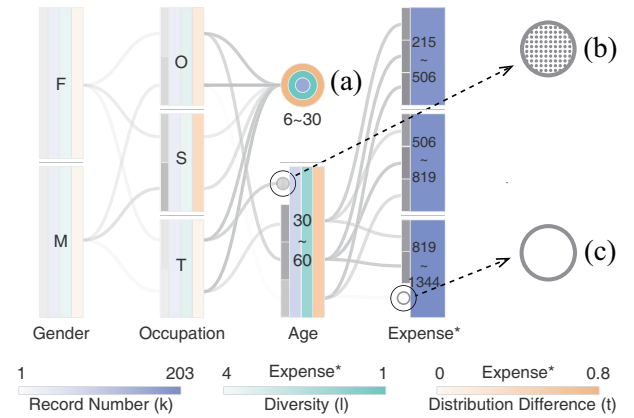 F
M
O
S
T
(a)
6~30
30
~
60
215
~
506
506
~
819
819
~
1344
(b)
(c)
Gender
Occupation
Age
Expense*
1
203
Record Number (k)
4
Expense*
1
Diversity (l)
0
Expense*
0.8
Distribution Difference (t)